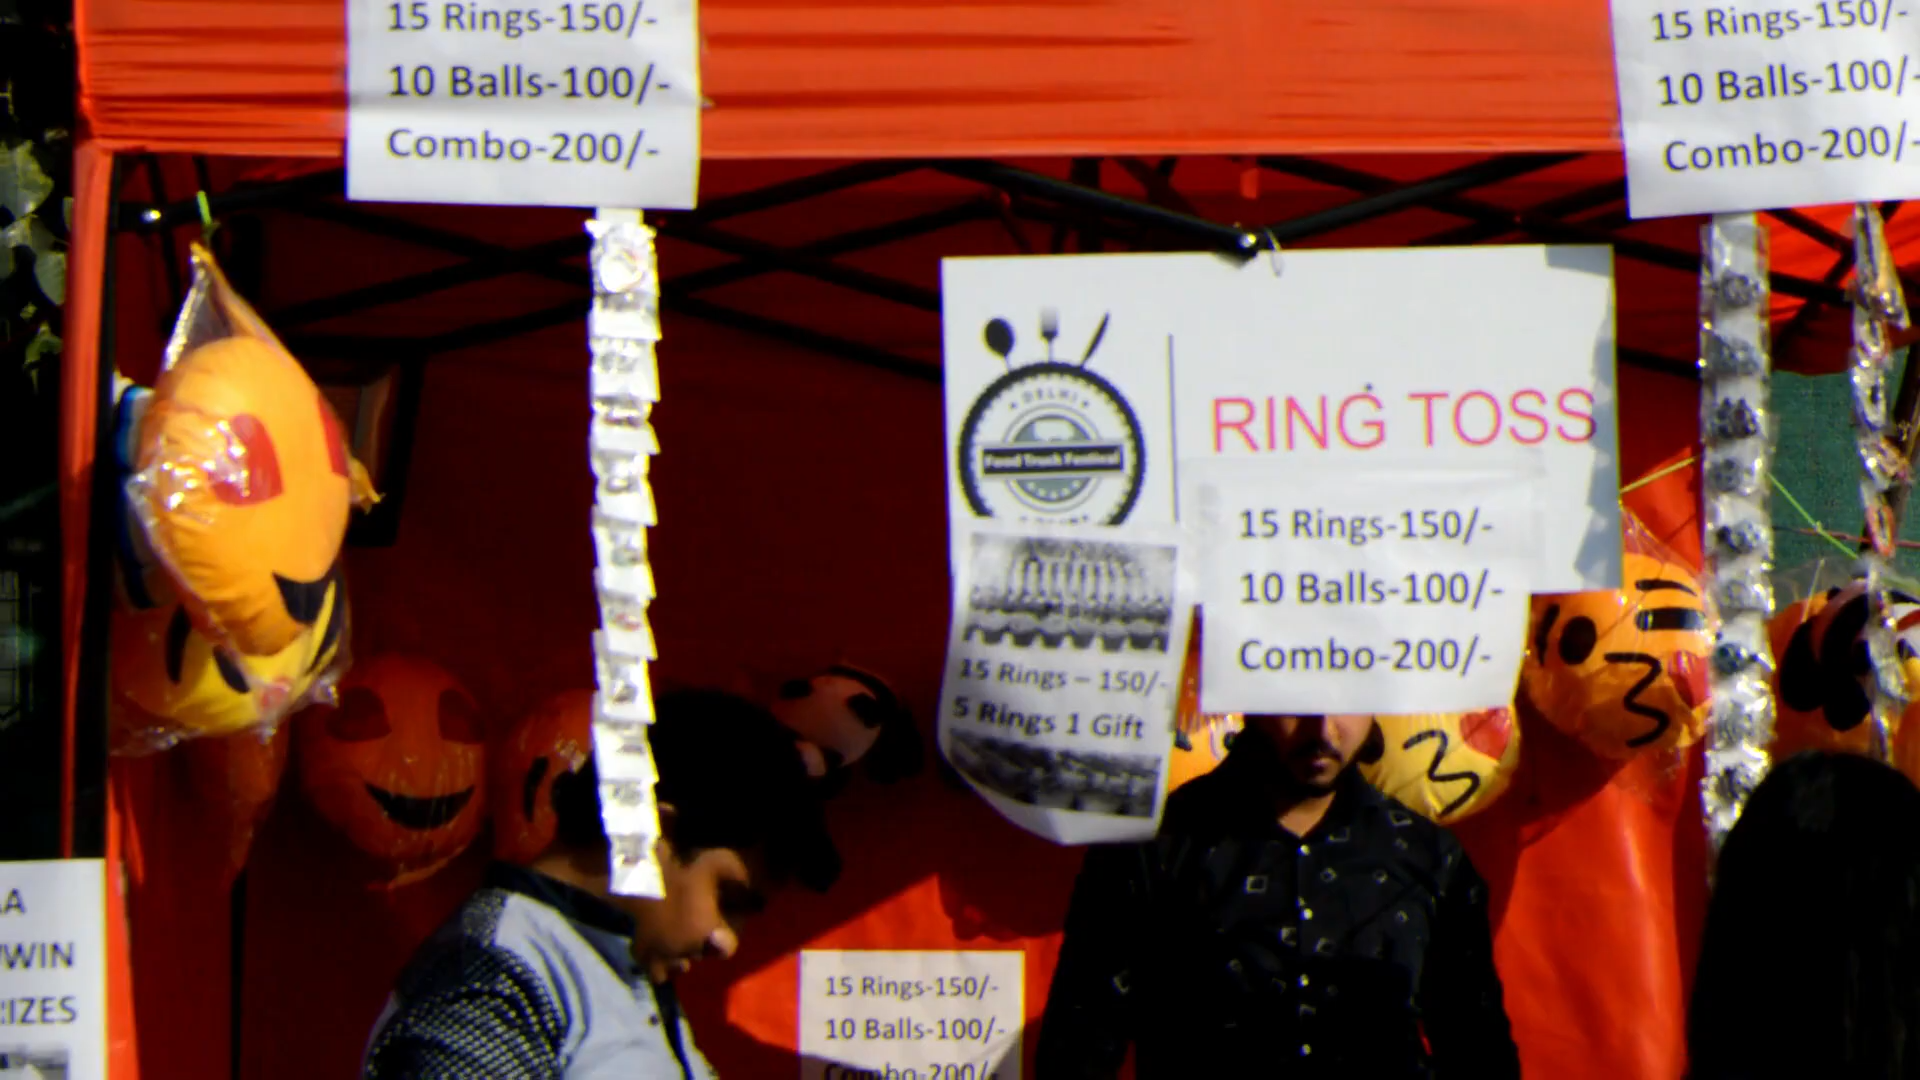 15 Rings-150/-
10 Balls-100/-
Combo-200/-
15 Rings-150/-
10 Balls-100/-
Combo-200/-
DELHI
Food Truck Festival
RING TOSS
15 Rings-150/-
10 Balls-100/-
Combo-200/-
15 Rings – 150/-
5 Rings 1 Gift
WIN
15 Rings-150/-
10 Balls-100/-
Combo-200/-